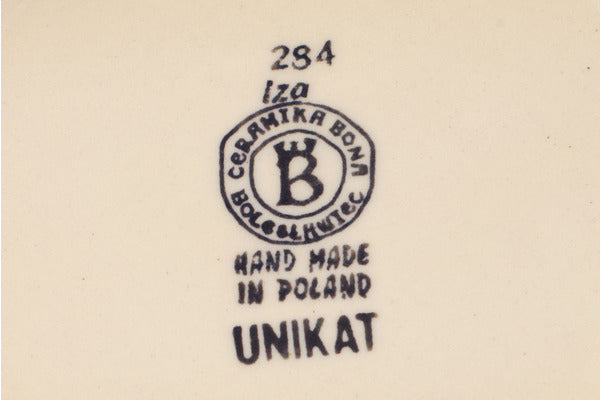 284
Iza
CERAMIKA BONA
B
BOLESŁAWIEC
HAND MADE
IN POLAND
UNIKAT